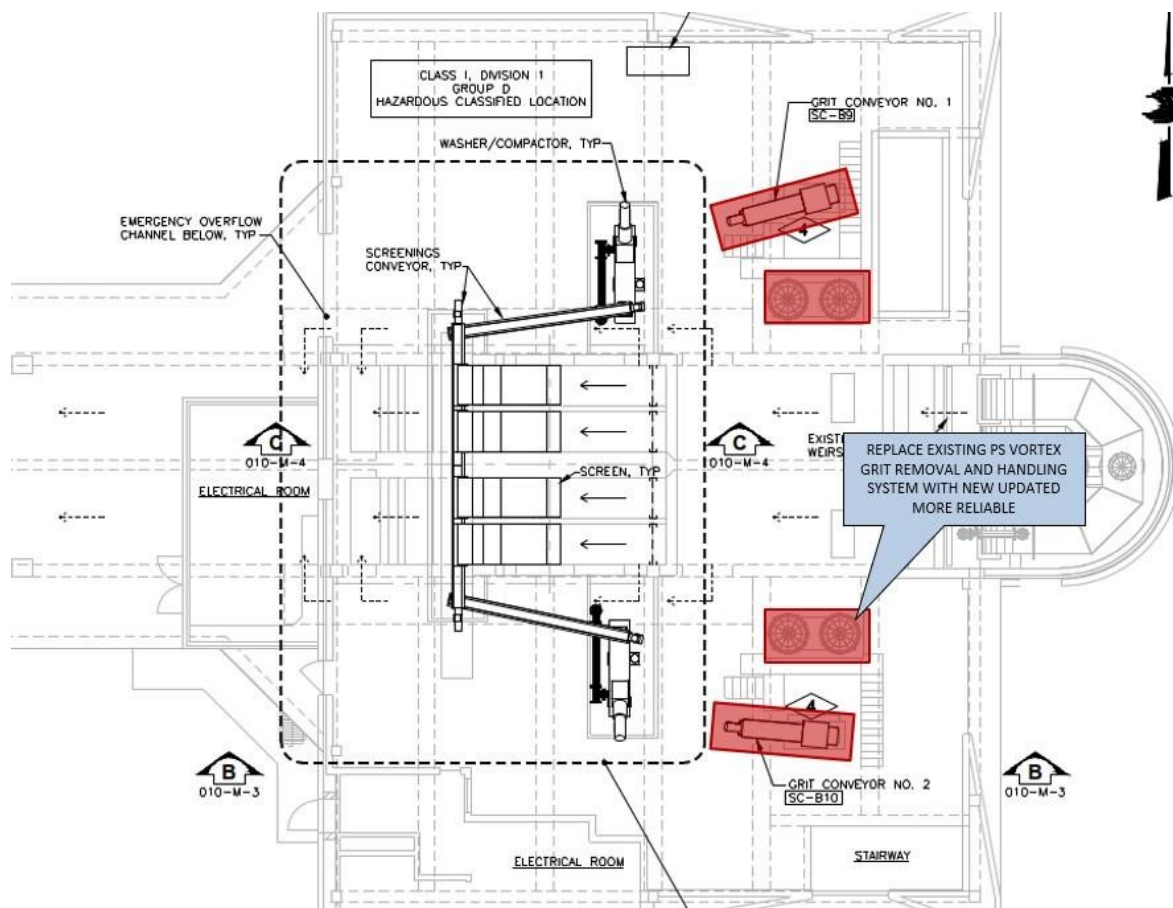 CLASS I, DIVISION 1
GROUP D
HAZARDOUS CLASSIFIED LOCATION
GRIT CONVEYOR NO. 1
SC-B9
WASHER/COMPACTOR, TYP
4
EMERGENCY OVERFLOW
CHANNEL BELOW, TYP
SCREENINGS
CONVEYOR, TYP
C
010-M-4
C
010-M-4
EXIST
WEIRS
REPLACE EXISTING PS VORTEX
GRIT REMOVAL AND HANDLING
SYSTEM WITH NEW UPDATED
MORE RELIABLE
SCREEN, TYP
ELECTRICAL ROOM
4
B
010-M-3
GRIT CONVEYOR NO. 2
SC-B10
B
010-M-3
ELECTRICAL ROOM
STAIRWAY